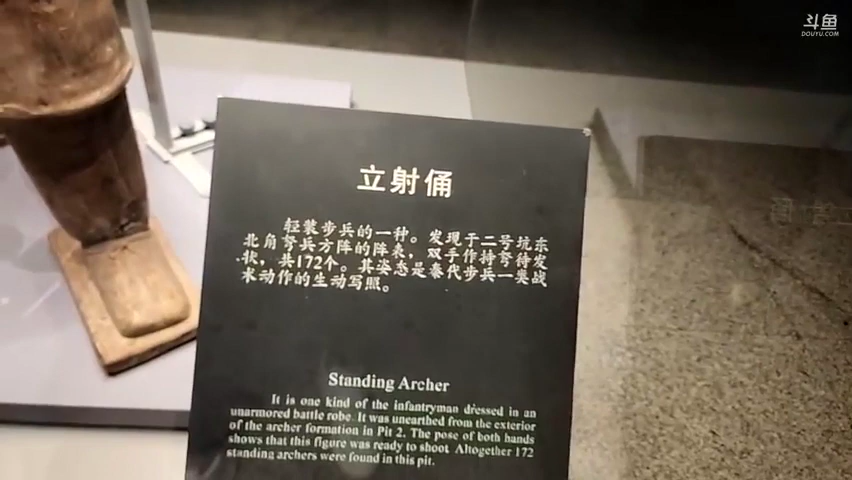 斗鱼
DOUYU.COM
立射俑
轻装步兵的一种。发现于二号坑东
北角弩兵方阵的阵表，双手作持弩待发
状，共172个。其姿态是秦代步兵一类战
术动作的生动写照。
Standing Archer
It is one kind of the infantryman dressed in an
unarmored battle robe. It was unearthed from the exterior
of the archer formation in Pit 2. The pose of both hands
shows that this figure was ready to shoot. Altogether 172
standing archers were found in this pit.